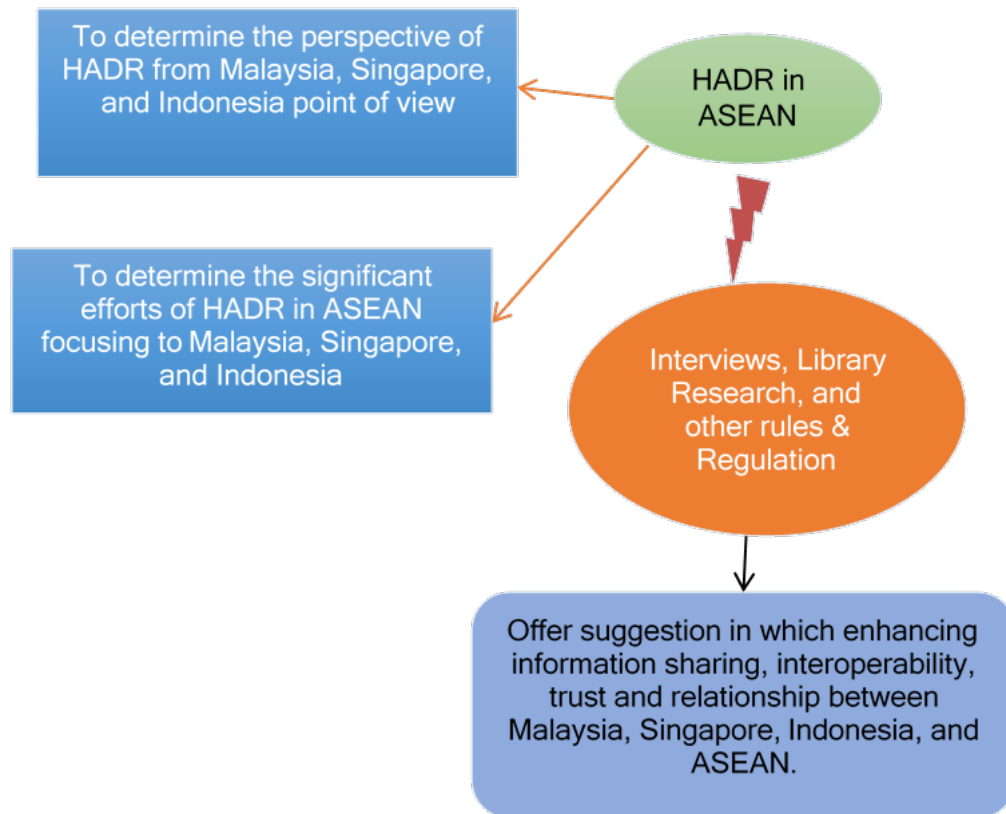 To determine the perspective of
HADR from Malaysia, Singapore,
and Indonesia point of view
HADR in
ASEAN
To determine the significant
efforts of HADR in ASEAN
focusing to Malaysia, Singapore,
and Indonesia
Interviews, Library
Research, and
other rules &
Regulation
Offer suggestion in which enhancing
information sharing, interoperability,
trust and relationship between
Malaysia, Singapore, Indonesia, and
ASEAN.